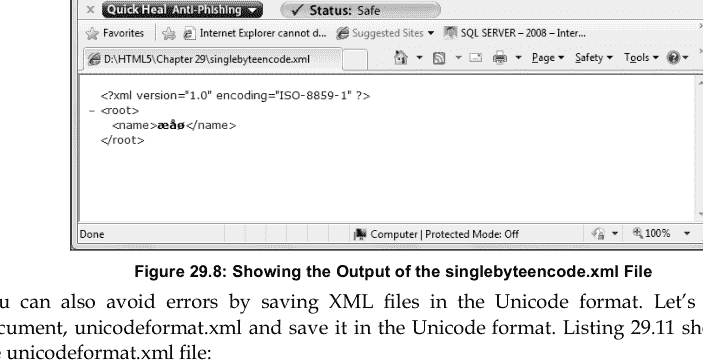 x Quick Heal Anti-Phishing ✓ Status: Safe
Favorites Internet Explorer cannot d... Suggested Sites SQL SERVER – 2008 – Inter...
D:\HTML5\Chapter 29\singlebyteencode.xml Page Safety Tools
<?xml version="1.0" encoding="ISO-8859-1" ?>
– <root>
<name>æåø</name>
</root>
Done Computer | Protected Mode: Off 100%
Figure 29.8: Showing the Output of the singlebyteencode.xml File
can also avoid errors by saving XML files in the Unicode format. Let's
unicodeformat.xml and save it in the Unicode format. Listing 29.11
unicodeformat.xml file: